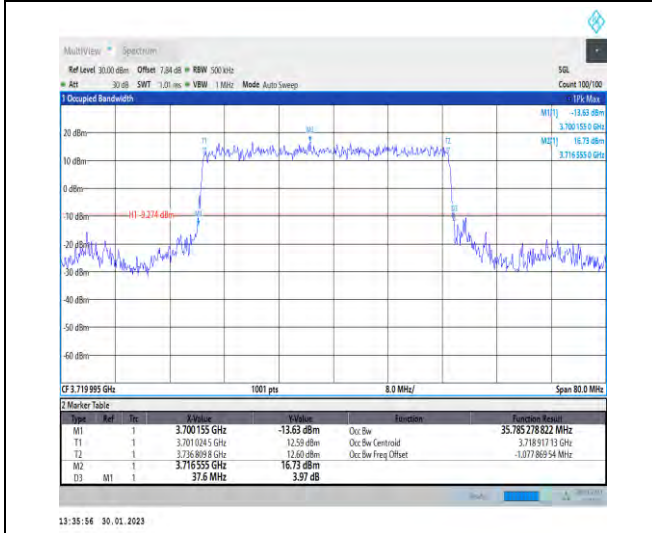 MultiView Spectrum
Ref Level 30.00 dBm Offset 7.84 dB RBW 500 kHz SGL
Att 30 dB SWT 1.01 ms VBW 1 MHz Mode Auto Sweep Count 100/100
1 Occupied Bandwidth 1Pk Max
M1[1] -13.63 dBm
3.700 155 0 GHz
M2[1] 16.73 dBm
3.716 555 0 GHz
20 dBm
10 dBm
0 dBm
-10 dBm
H1 -9.274 dBm
-20 dBm
-30 dBm
-40 dBm
-50 dBm
-60 dBm
T1
M2
T2
M1
D3
CF 3.719 995 GHz 1001 pts 8.0 MHz/ Span 80.0 MHz
2 Marker Table
Type Ref Trc X-Value Y-Value Function Function Result
M1 1 3.700155 GHz -13.63 dBm Occ Bw 35.785 278 822 MHz
T1 1 3.701 024 5 GHz 12.59 dBm Occ Bw Centroid 3.718 917 13 GHz
T2 1 3.736 809 8 GHz 12.60 dBm Occ Bw Freq Offset -1.077 869 54 MHz
M2 1 3.716555 GHz 16.73 dBm
D3 M1 1 37.6 MHz 3.97 dB
13:35:56 30.01.2023